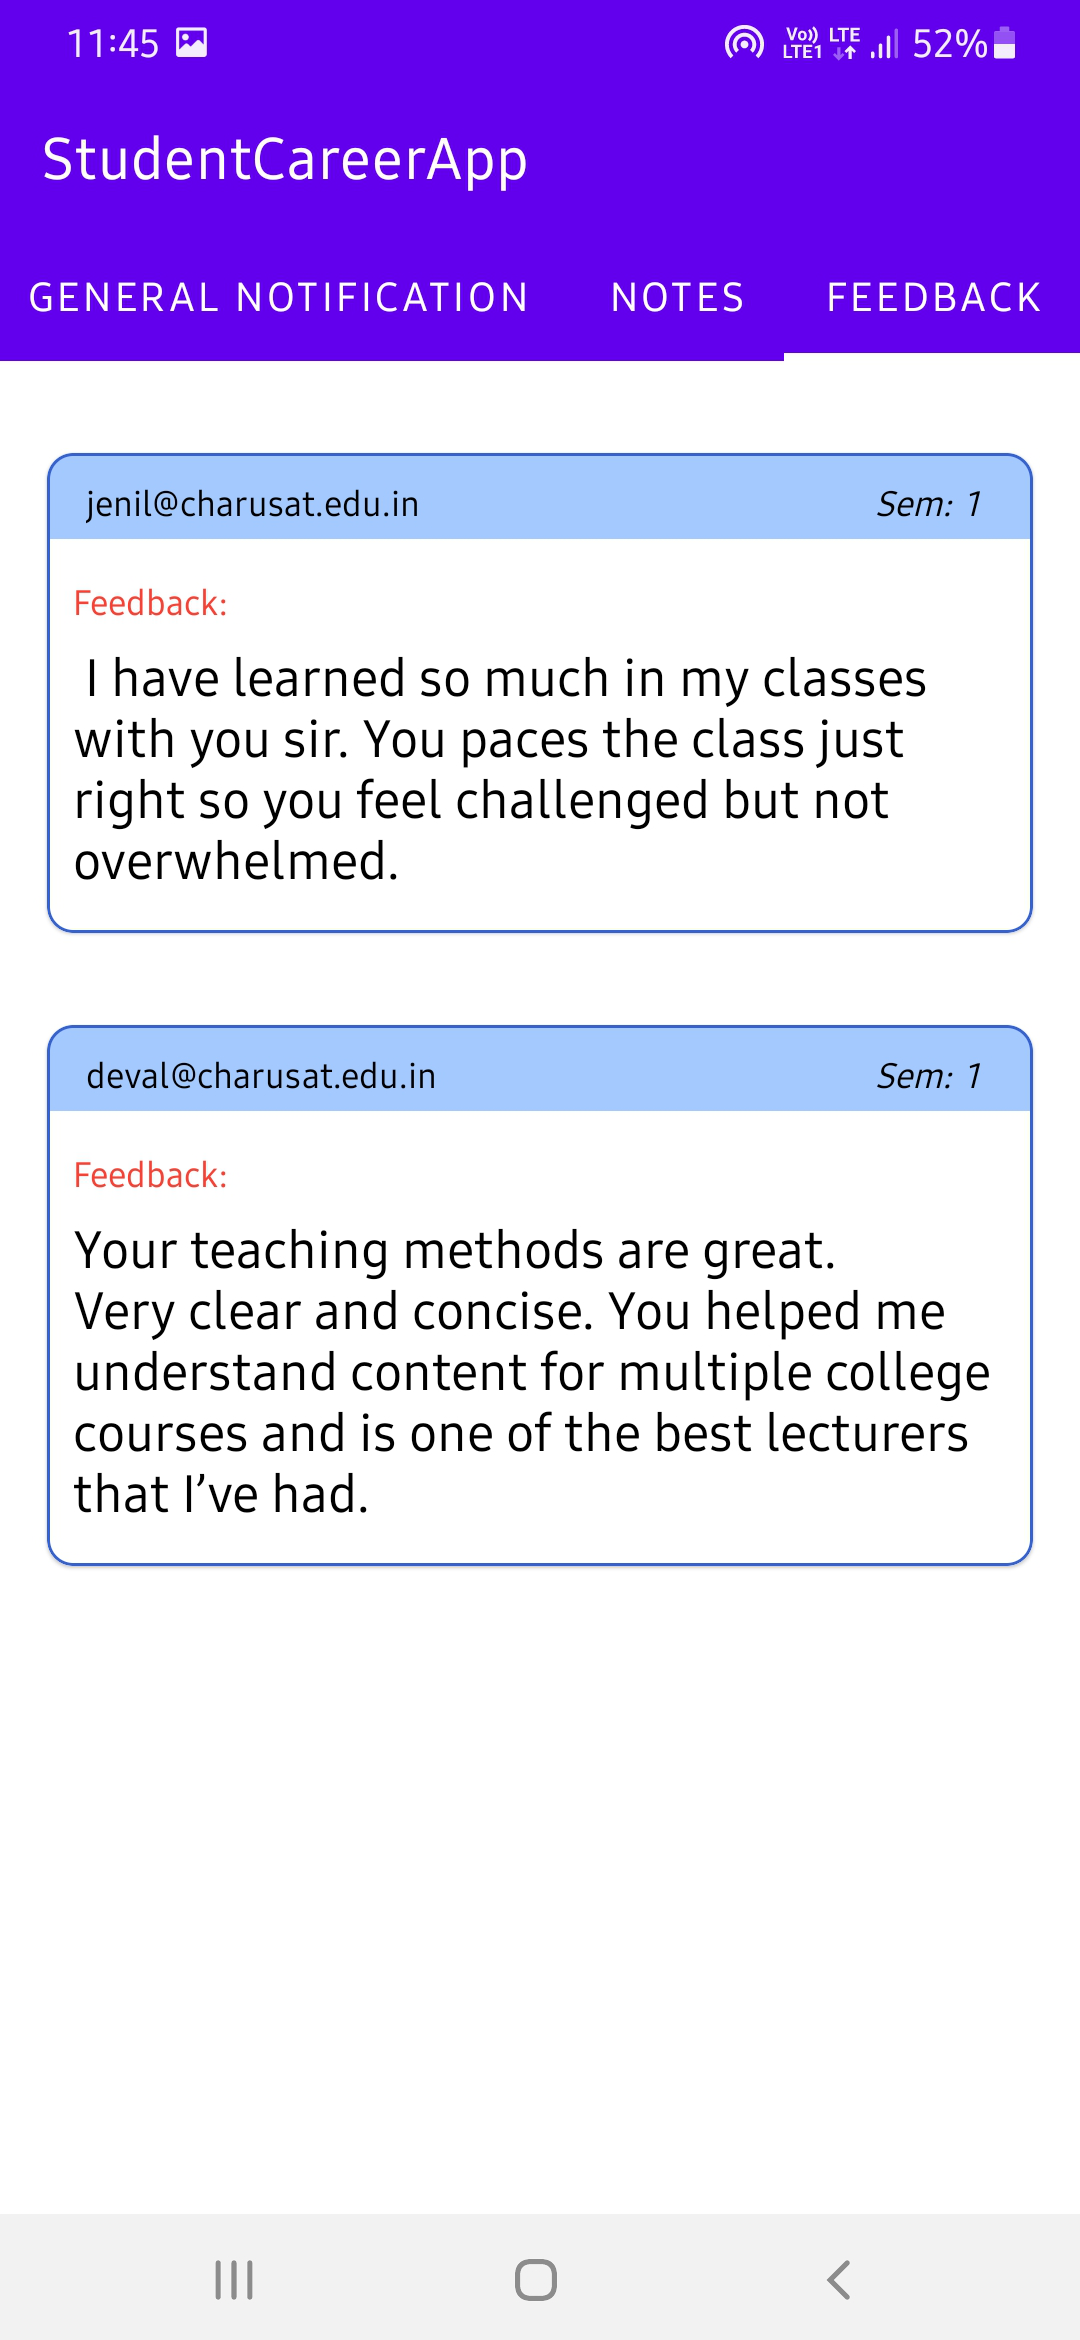 11:45 Vo)) LTE 52%
LTE1
StudentCareerApp
GENERAL NOTIFICATION NOTES FEEDBACK
jenil@charusat.edu.in Sem: 1
Feedback:
I have learned so much in my classes
with you sir. You paces the class just
right so you feel challenged but not
overwhelmed.
deval@charusat.edu.in Sem: 1
Feedback:
Your teaching methods are great.
Very clear and concise. You helped me
understand content for multiple college
courses and is one of the best lecturers
that I’ve had.